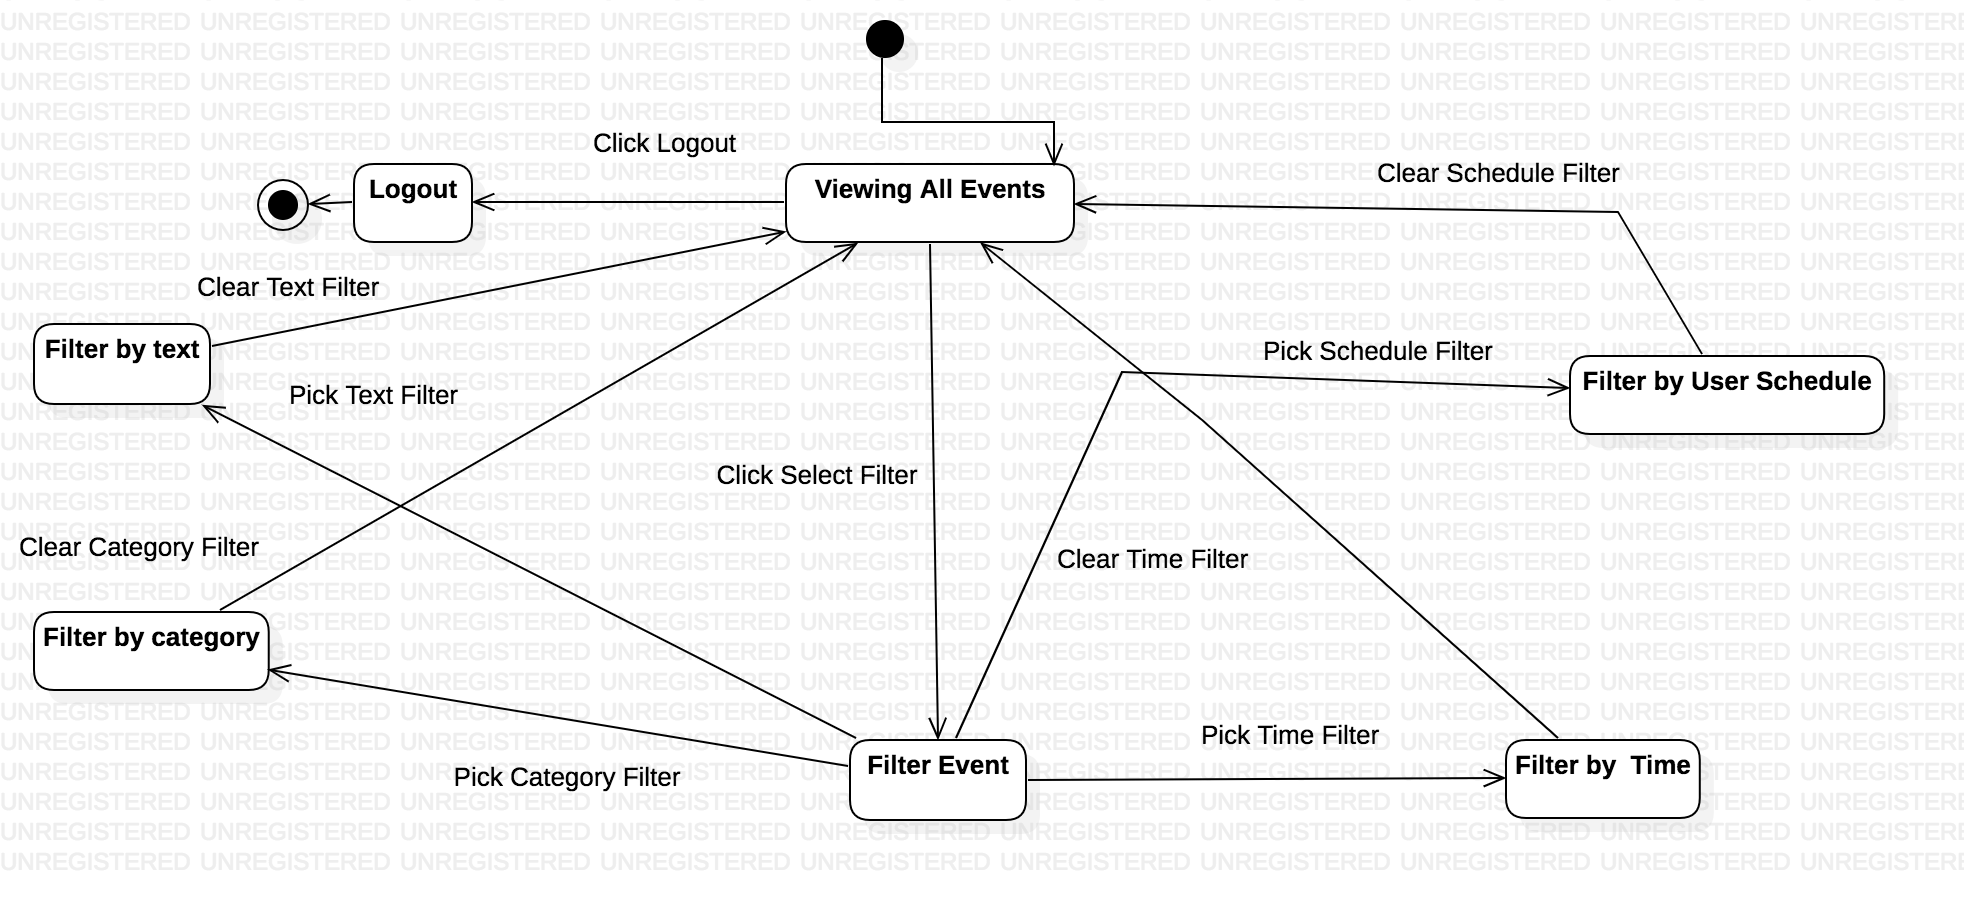 Click Logout
Clear Schedule Filter
Logout
Viewing All Events
Clear Text Filter
Filter by text
Pick Schedule Filter
Filter by User Schedule
Pick Text Filter
Click Select Filter
Clear Category Filter
Clear Time Filter
Filter by category
Pick Time Filter
Pick Category Filter
Filter Event
Filter by  Time
UNREGISTERED